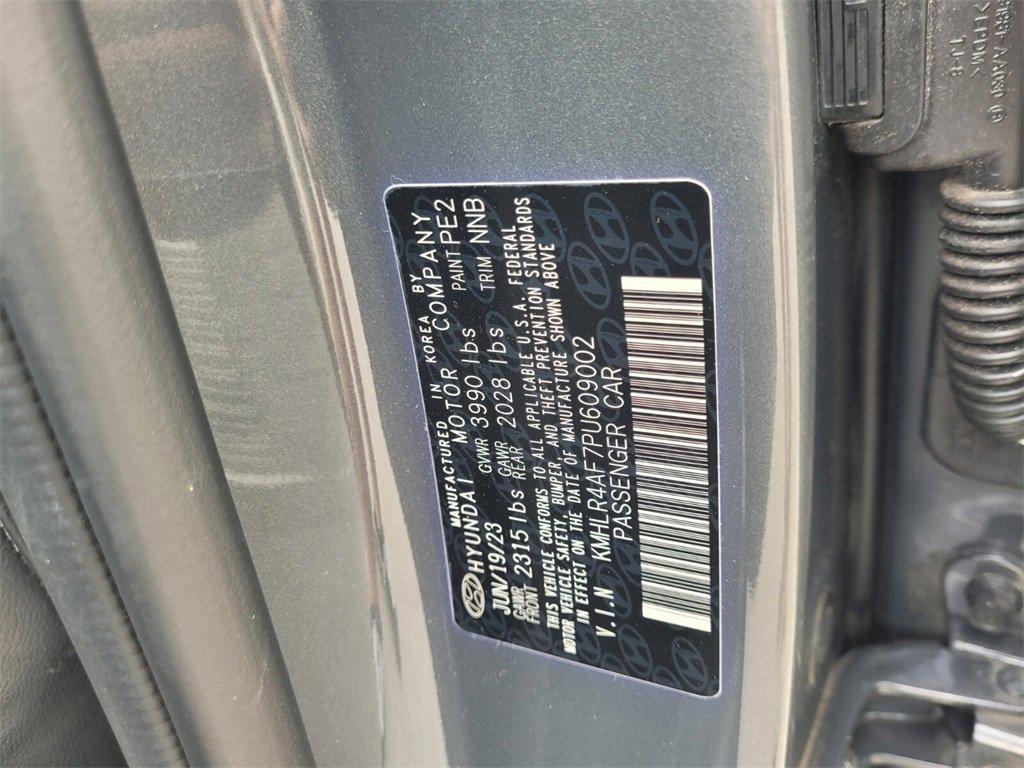 MANUFACTURED IN KOREA BY
HYUNDAI MOTOR COMPANY
JUN/19/23 GVWR 3990 lbs PAINT PE2
GAWR FRONT 2315 lbs GAWR REAR 2028 lbs TRIM NNB
THIS VEHICLE CONFORMS TO ALL APPLICABLE U.S.A. FEDERAL
MOTOR VEHICLE SAFETY, BUMPER, AND THEFT PREVENTION STANDARDS
IN EFFECT ON THE DATE OF MANUFACTURE SHOWN ABOVE
V.I.N KMHLR4AF7PU609002
PASSENGER CAR
>EPDM<
TJ-B